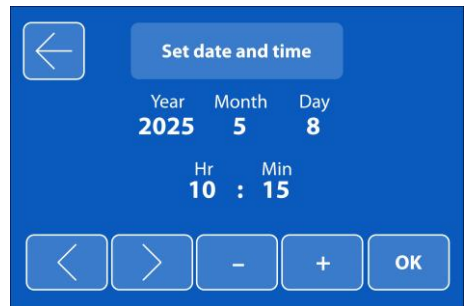 Set date and time
Year Month Day
2025 5 8
Hr Min
10 : 15
- + OK